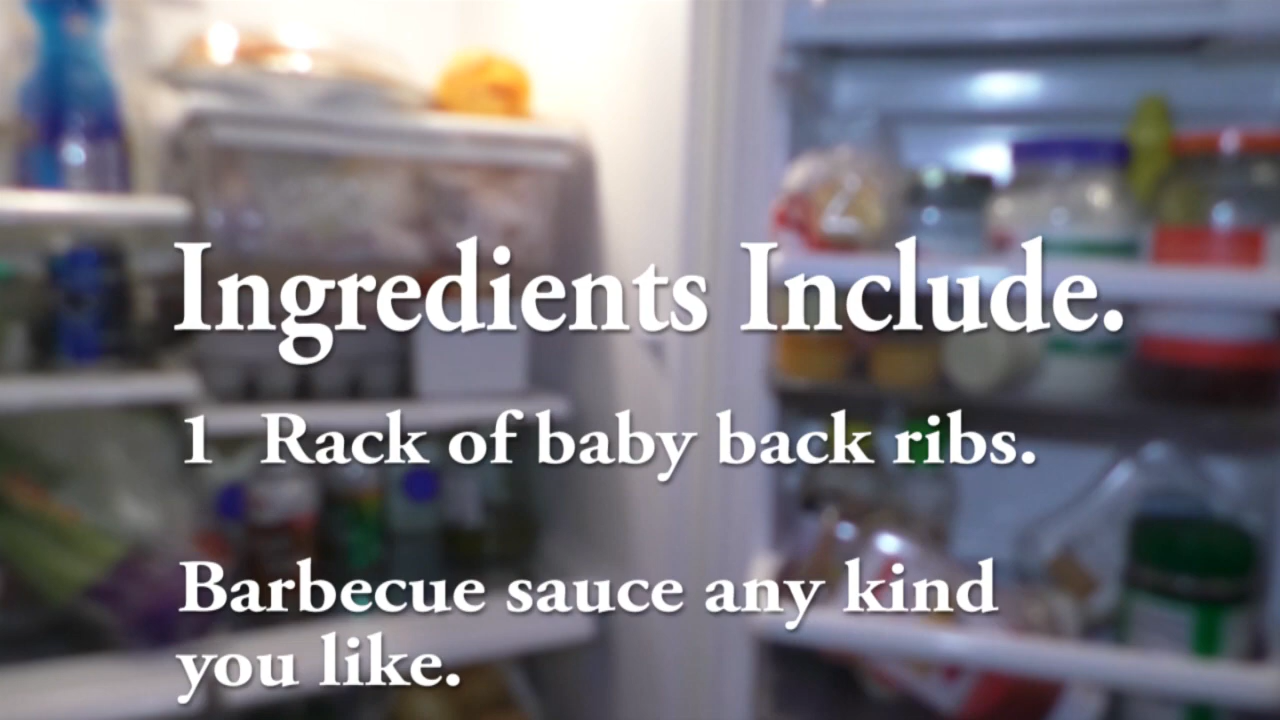 Ingredients Include.
1 Rack of baby back ribs.
Barbecue sauce any kind
you like.